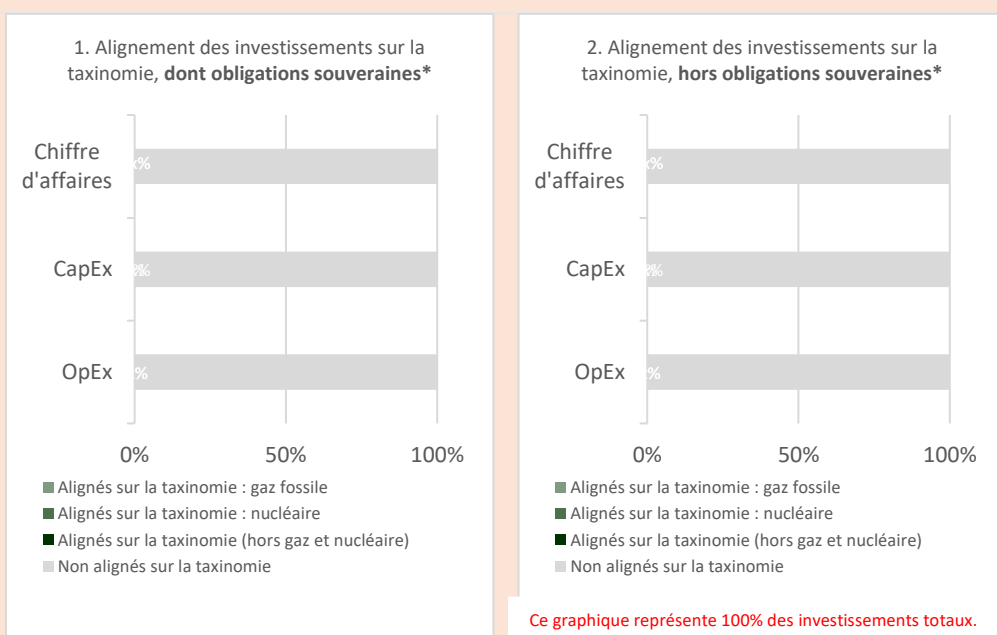 1. Alignement des investissements sur la
taxinomie, dont obligations souveraines*
Chiffre
d'affaires
CapEx
OpEx
0% 50% 100%
Alignés sur la taxinomie : gaz fossile
Alignés sur la taxinomie : nucléaire
Alignés sur la taxinomie (hors gaz et nucléaire)
Non alignés sur la taxinomie
2. Alignement des investissements sur la
taxinomie, hors obligations souveraines*
Chiffre
d'affaires
CapEx
OpEx
0% 50% 100%
Alignés sur la taxinomie : gaz fossile
Alignés sur la taxinomie : nucléaire
Alignés sur la taxinomie (hors gaz et nucléaire)
Non alignés sur la taxinomie
Ce graphique représente 100% des investissements totaux.